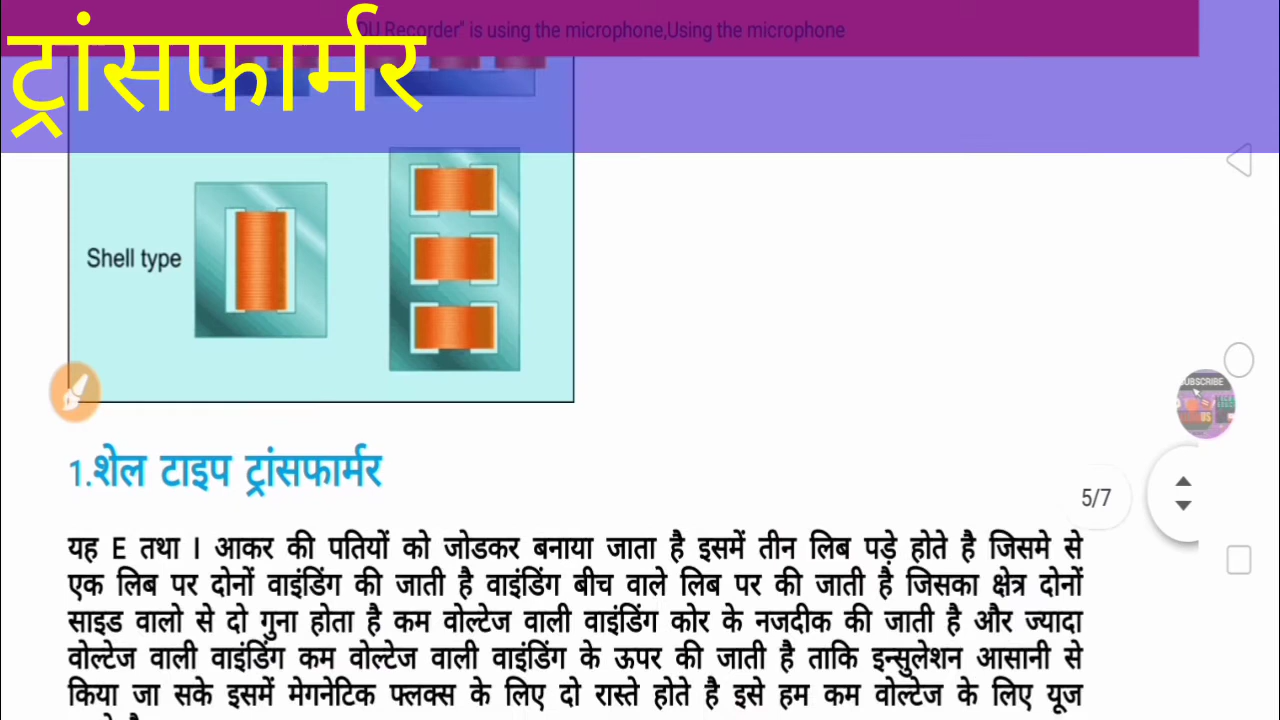 DU Recorder" is using the microphone,Using the microphone
ट्रांसफार्मर
Shell type
SUBSCRIBE
1.शेल टाइप ट्रांसफार्मर
5/7
यह E तथा I आकर की पतियों को जोडकर बनाया जाता है इसमें तीन लिब पड़े होते है जिसमे से
एक लिब पर दोनों वाइंडिंग की जाती है वाइंडिंग बीच वाले लिब पर की जाती है जिसका क्षेत्र दोनों
साइड वालो से दो गुना होता है कम वोल्टेज वाली वाइंडिंग कोर के नजदीक की जाती है और ज्यादा
वोल्टेज वाली वाइंडिंग कम वोल्टेज वाली वाइंडिंग के ऊपर की जाती है ताकि इन्सुलेशन आसानी से
किया जा सके इसमें मेगनेटिक फ्लक्स के लिए दो रास्ते होते है इसे हम कम वोल्टेज के लिए यूज